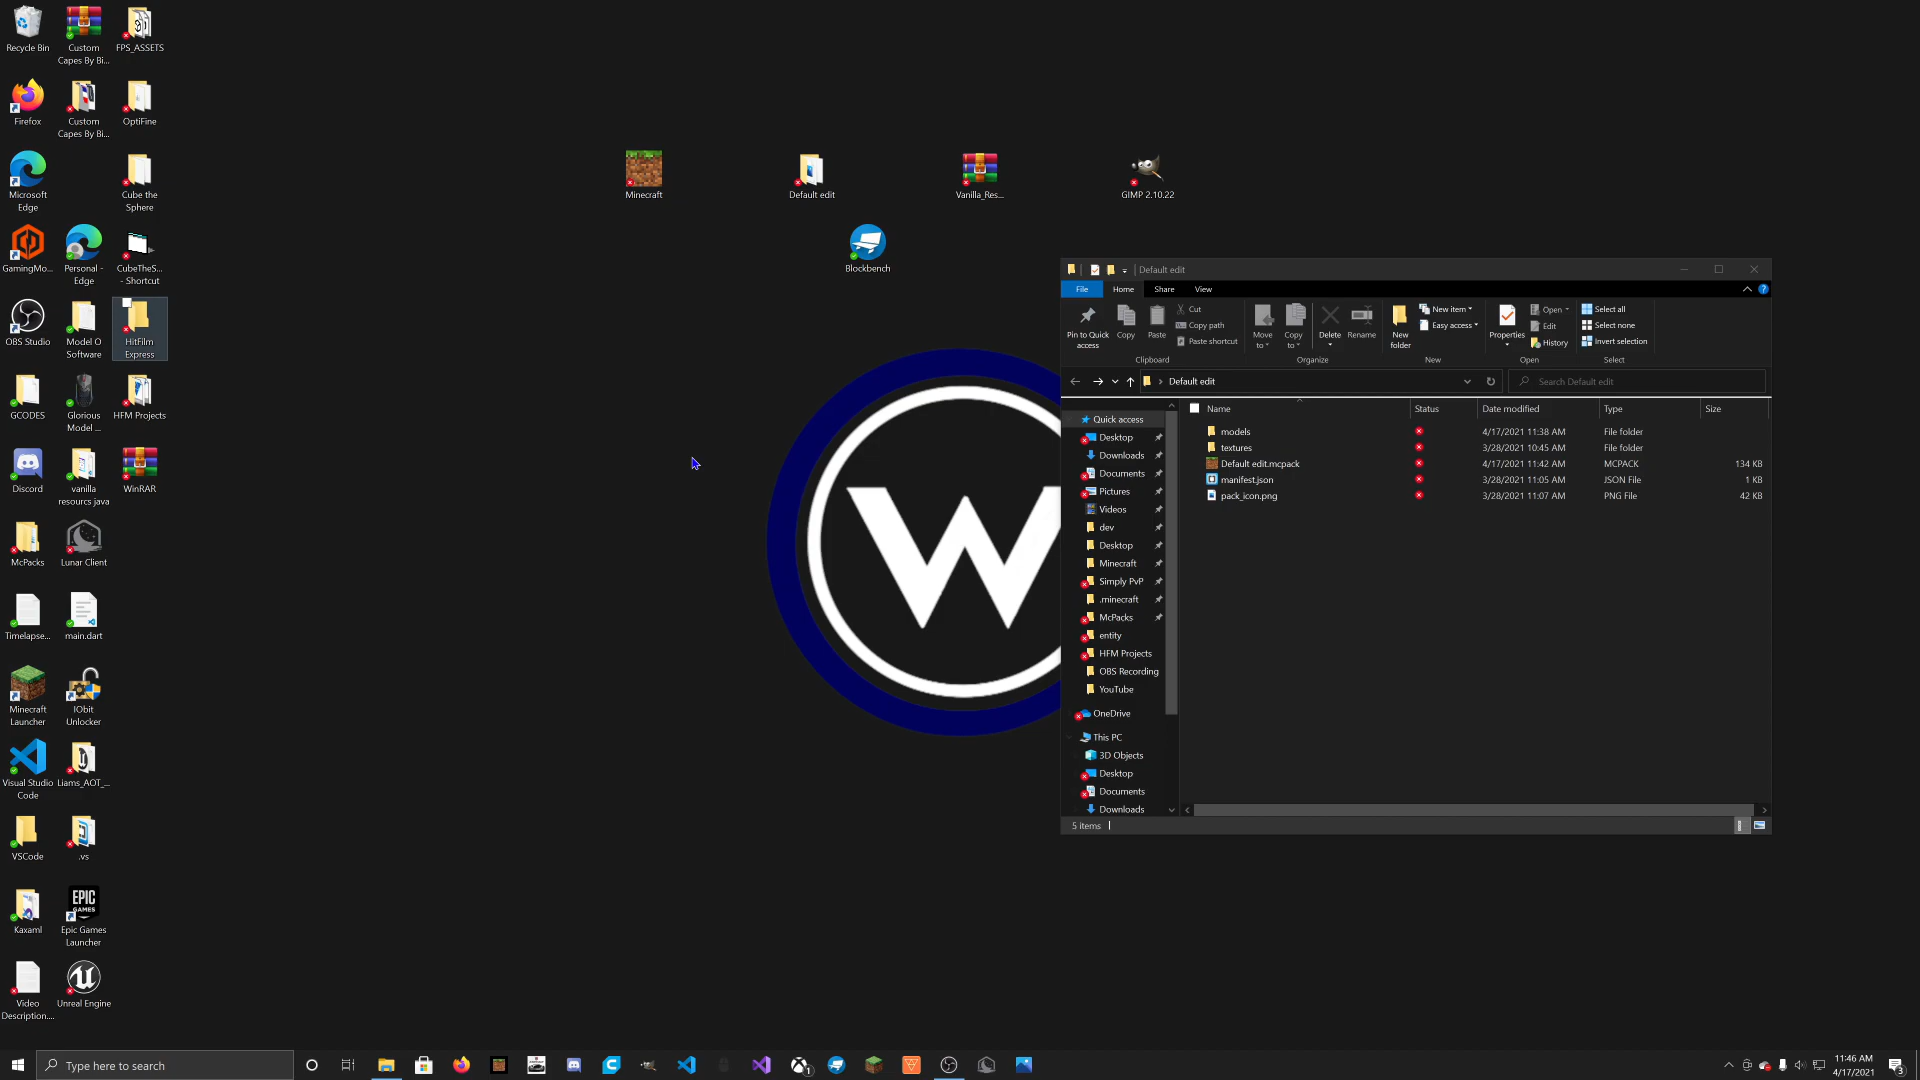 Recycle Bin
Custom
Capes By Bi...
FPS_ASSETS
Firefox
Custom
Capes By Bi...
OptiFine
Microsoft
Edge
Cube the
Sphere
GamingMo...
Personal -
Edge
CubeTheS...
- Shortcut
OBS Studio
Model O
Software
HitFilm
Express
GCODES
Glorious
Model ...
HFM Projects
Discord
vanilla
resourcs java
WinRAR
McPacks
Lunar Client
Timelapse...
main.dart
Minecraft
Launcher
IObit
Unlocker
Visual Studio
Code
Liams_AOT_...
VSCode
.vs
Kaxaml
EPIC
GAMES
Epic Games
Launcher
Video
Description....
Unreal Engine
Minecraft
Default edit
Vanilla_Res...
GIMP 2.10.22
Blockbench
W
Default edit
File
Home
Share
View
Pin to Quick
access
Copy
Paste
Cut
Copy path
Paste shortcut
Clipboard
Move
to
Copy
to
Delete
Rename
Organize
New
folder
New item
Easy access
New
Properties
Open
Edit
History
Open
Select all
Select none
Invert selection
Select
Default edit
Search Default edit
Quick access
Desktop
Downloads
Documents
Pictures
Videos
dev
Desktop
Minecraft
Simply PvP
.minecraft
McPacks
entity
HFM Projects
OBS Recording
YouTube
OneDrive
This PC
3D Objects
Desktop
Documents
Downloads
Name Status Date modified Type Size
models 4/17/2021 11:38 AM File folder
textures 3/28/2021 10:45 AM File folder
Default edit.mcpack 4/17/2021 11:42 AM MCPACK 134 KB
manifest.json 3/28/2021 11:05 AM JSON File 1 KB
pack_icon.png 3/28/2021 11:07 AM PNG File 42 KB
5 items
Type here to search
11:46 AM
4/17/2021
3